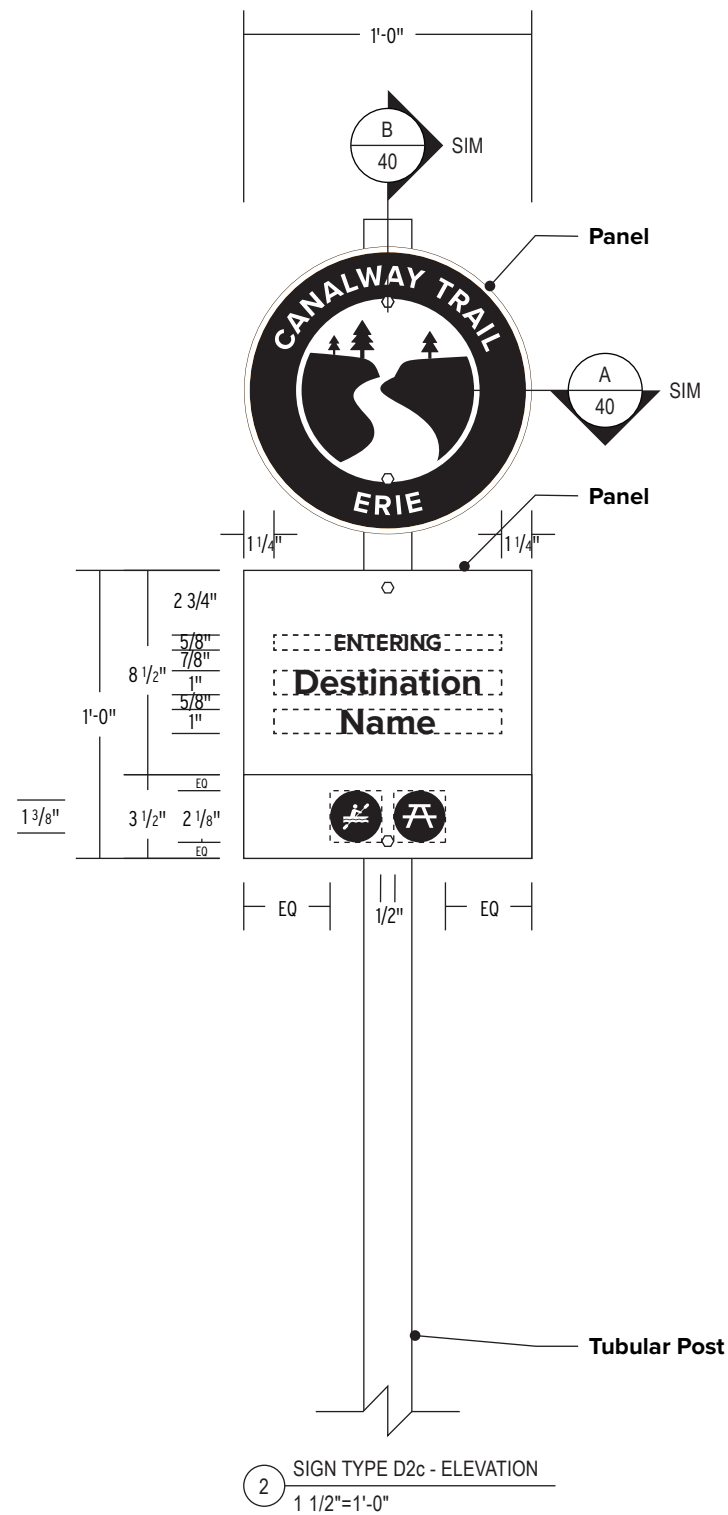 1'-0"
B
40
SIM
Panel
CANALWAY TRAIL
A
40
SIM
ERIE
Panel
1 1/4"
1 1/4"
2 3/4"
5/8"
ENTERING
7/8"
8 1/2"
1"
Destination
5/8"
1'-0"
1"
Name
EQ
1 3/8"
3 1/2"
2 1/8"
EQ
EQ
1/2"
EQ
Tubular Post
2
SIGN TYPE D2c - ELEVATION
1 1/2"=1'-0"